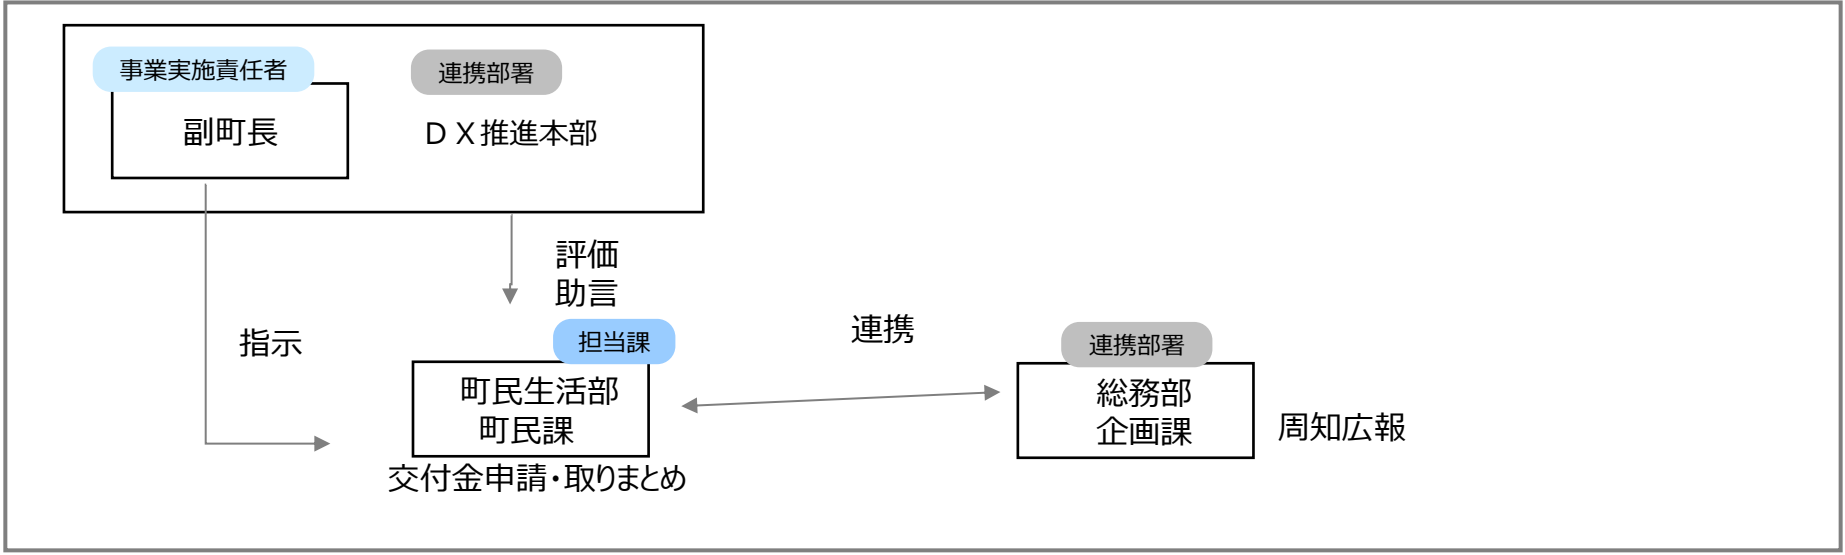 事業実施責任者
連携部署
副町長
ＤＸ推進本部
評価
助言
指示
担当課
連携
連携部署
町民生活部
町民課
総務部
企画課
周知広報
交付金申請・取りまとめ